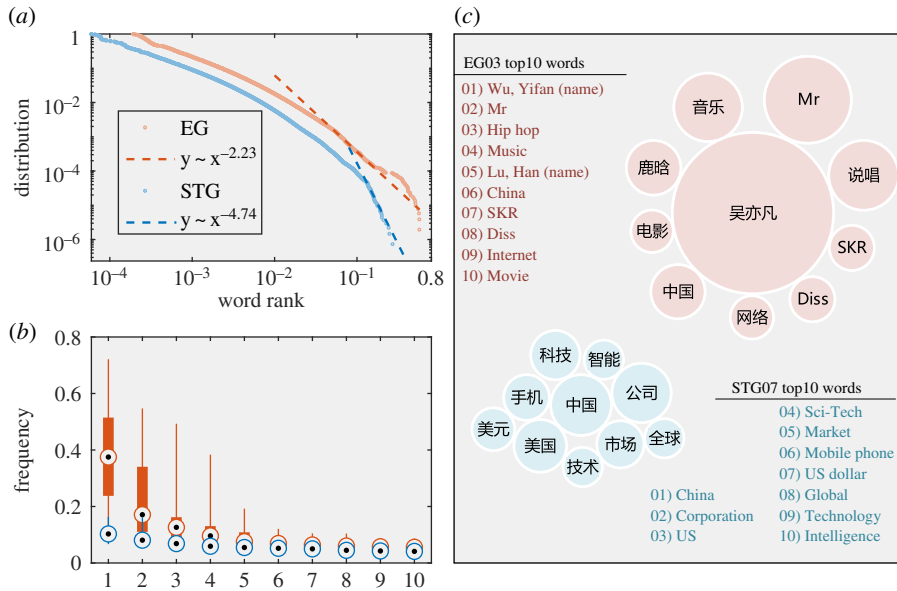 (a)
distribution
1
10⁻²
10⁻⁴
10⁻⁶
EG
y ~ x⁻²·²³
STG
y ~ x⁻⁴·⁷⁴
10⁻⁴
10⁻³
10⁻²
10⁻¹
0.8
word rank
(b)
frequency
0.8
0.6
0.4
0.2
0
1
2
3
4
5
6
7
8
9
10
(c)
EG03 top10 words
01) Wu, Yifan (name)
02) Mr
03) Hip hop
04) Music
05) Lu, Han (name)
06) China
07) SKR
08) Diss
09) Internet
10) Movie
音乐
Mr
鹿晗
说唱
吴亦凡
电影
SKR
中国
Diss
网络
科技
智能
手机
中国
公司
美元
美国
市场
全球
技术
STG07 top10 words
01) China
02) Corporation
03) US
04) Sci-Tech
05) Market
06) Mobile phone
07) US dollar
08) Global
09) Technology
10) Intelligence